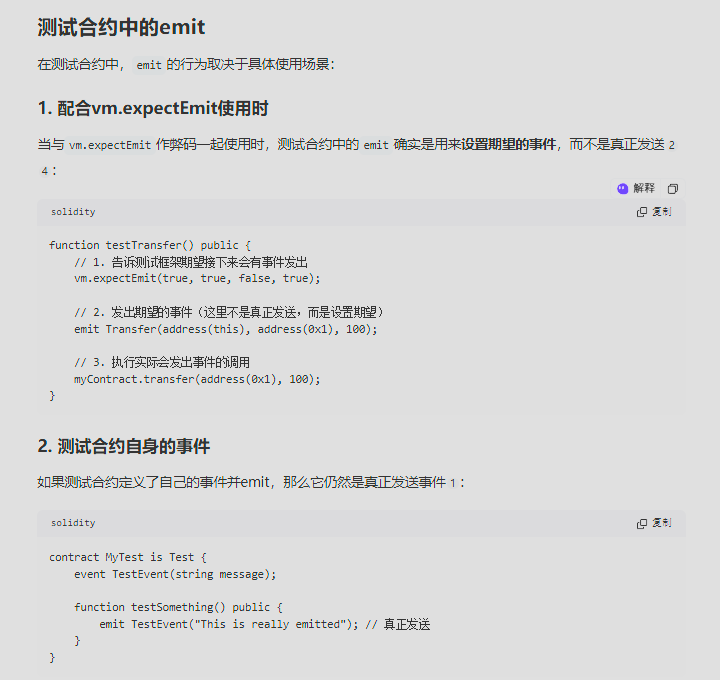 测试合约中的emit
在测试合约中， emit 的行为取决于具体使用场景：
1. 配合vm.expectEmit使用时
当与 vm.expectEmit 作弊码一起使用时，测试合约中的 emit 确实是用来设置期望的事件，而不是真正发送 2
4 ：
解释
solidity
复制
function testTransfer() public {
    // 1. 告诉测试框架期望接下来会有事件发出
    vm.expectEmit(true, true, false, true);
    // 2. 发出期望的事件（这里不是真正发送，而是设置期望）
    emit Transfer(address(this), address(0x1), 100);
    // 3. 执行实际会发出事件的调用
    myContract.transfer(address(0x1), 100);
}
2. 测试合约自身的事件
如果测试合约定义了自己的事件并emit，那么它仍然是真正发送事件 1 ：
solidity
复制
contract MyTest is Test {
    event TestEvent(string message);
    function testSomething() public {
        emit TestEvent("This is really emitted"); // 真正发送
    }
}